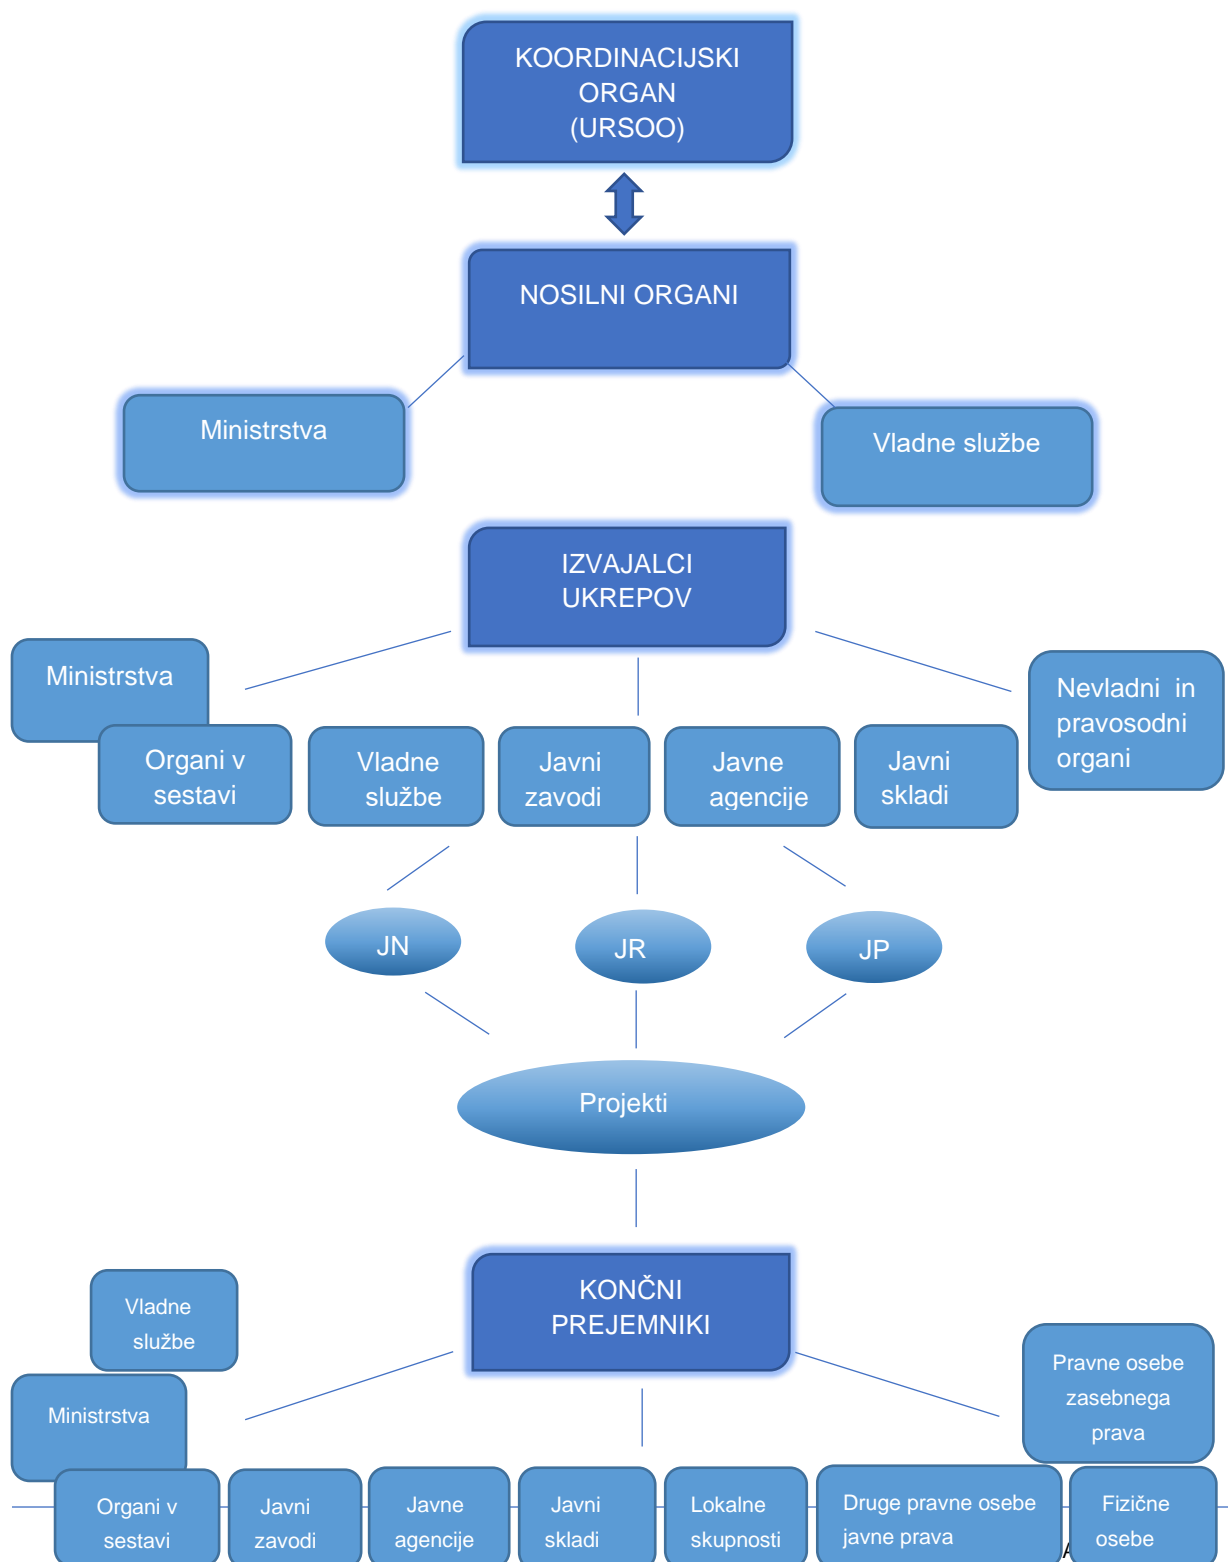 KOORDINACIJSKI
ORGAN
(URSOO)
NOSILNI ORGANI
Ministrstva
Vladne službe
IZVAJALCI
UKREPOV
Ministrstva
Organi v
sestavi
Vladne
službe
Javni
zavodi
Javne
agencije
Javni
skladi
Nevladni in
pravosodni
organi
JN
JR
JP
Projekti
KONČNI
PREJEMNIKI
Vladne
službe
Ministrstva
Organi v
sestavi
Javni
zavodi
Javne
agencije
Javni
skladi
Lokalne
skupnosti
Druge pravne osebe
javne prava
Pravne osebe
zasebnega
prava
Fizične
osebe